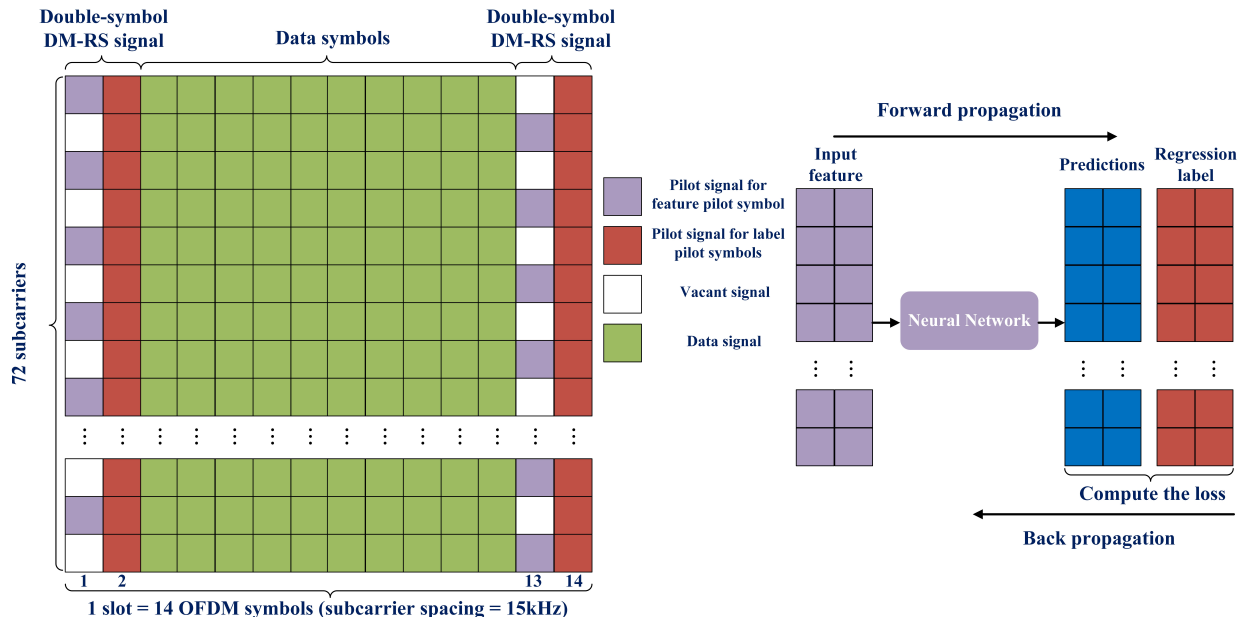 Double-symbol
DM-RS signal
Data symbols
Double-symbol
DM-RS signal
72 subcarriers
1
2
13
14
1 slot = 14 OFDM symbols (subcarrier spacing = 15kHz)
Pilot signal for
feature pilot symbol
Pilot signal for label
pilot symbols
Vacant signal
Data signal
Forward propagation
Input
feature
Neural Network
Predictions
Regression
label
Compute the loss
Back propagation